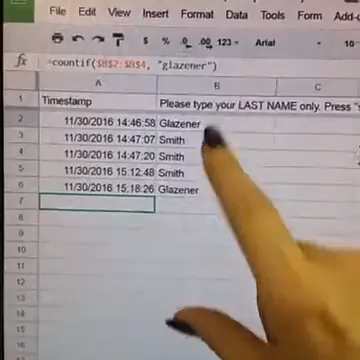 File Edit View Insert Format Data Tools Form
$ % .0 .00 123 Arial 10
fx =countif($B$2:$B$4, "glazener")
A B C
1 Timestamp Please type your LAST NAME only. Press "
2 11/30/2016 14:46:58 Glazener
3 11/30/2016 14:47:07 Smith
4 11/30/2016 14:47:20 Smith
5 11/30/2016 15:12:48 Smith
6 11/30/2016 15:18:26 Glazener
7
8
9
10
11
12
13
14
15
16